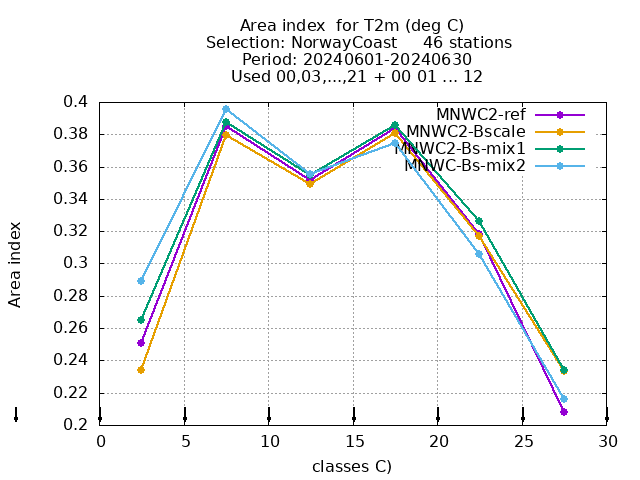 Area index  for T2m (deg C)
Selection: NorwayCoast     46 stations
Period: 20240601-20240630
Used 00,03,...,21 + 00 01 ... 12
MNWC2-ref
MNWC2-Bscale
MNWC2-Bs-mix1
MNWC-Bs-mix2
0.4
0.38
0.36
0.34
0.32
0.3
0.28
0.26
0.24
0.22
0.2
Area index
0 5 10 15 20 25 30
classes C)